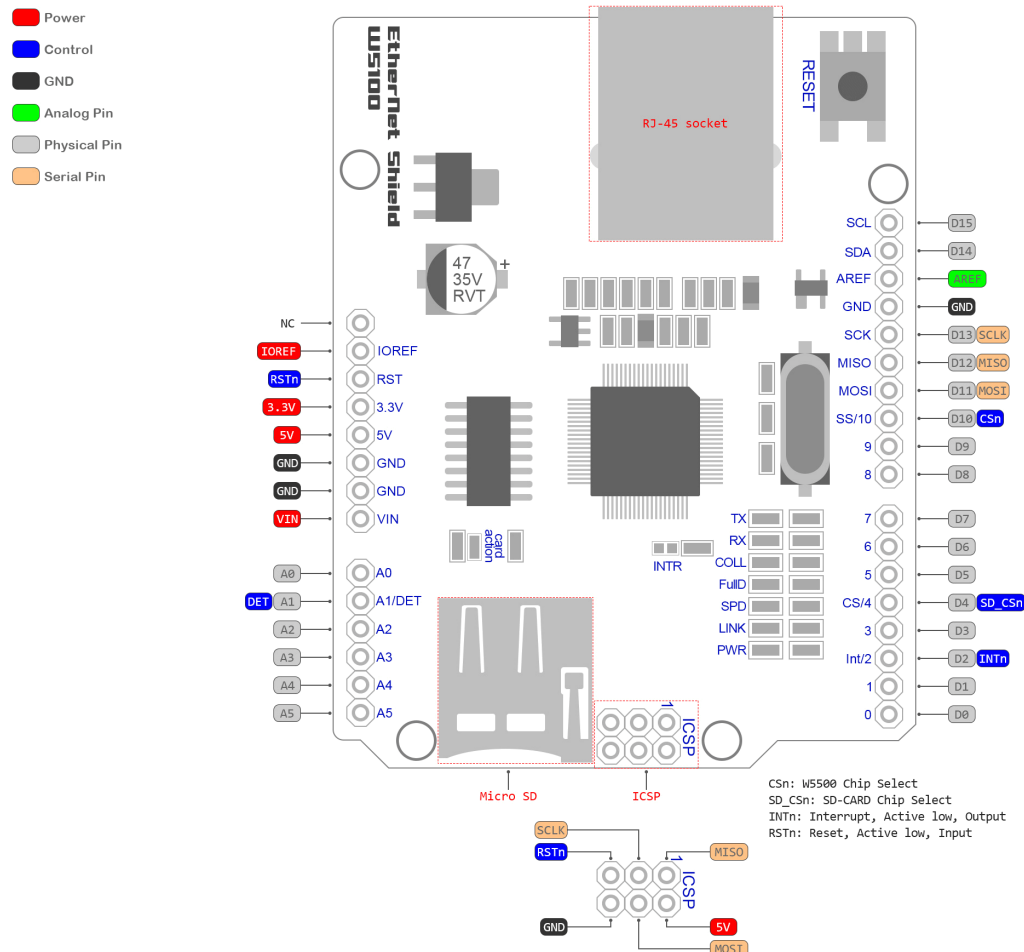 Power
Control
GND
Analog Pin
Physical Pin
Serial Pin
EtherNet Shield
W5100
RJ-45 socket
RESET
47
35V
RVT
+
NC
IOREF IOREF
RSTn RST
3.3V 3.3V
5V 5V
GND GND
GND GND
VIN VIN
A0 A0
DET A1 A1/DET
A2 A2
A3 A3
A4 A4
A5 A5
card
action
INTR
TX
RX
COLL
FullD
SPD
LINK
PWR
SCL D15
SDA D14
AREF AREF
GND GND
SCK D13 SCLK
MISO D12 MISO
MOSI D11 MOSI
SS/10 D10 CSn
9 D9
8 D8
7 D7
6 D6
5 D5
CS/4 D4 SD_CSn
3 D3
Int/2 D2 INTn
1 D1
0 D0
1
ICSP
Micro SD
ICSP
CSn: W5500 Chip Select
SD_CSn: SD-CARD Chip Select
INTn: Interrupt, Active low, Output
RSTn: Reset, Active low, Input
SCLK
RSTn
MISO
1
ICSP
GND
5V
MOSI